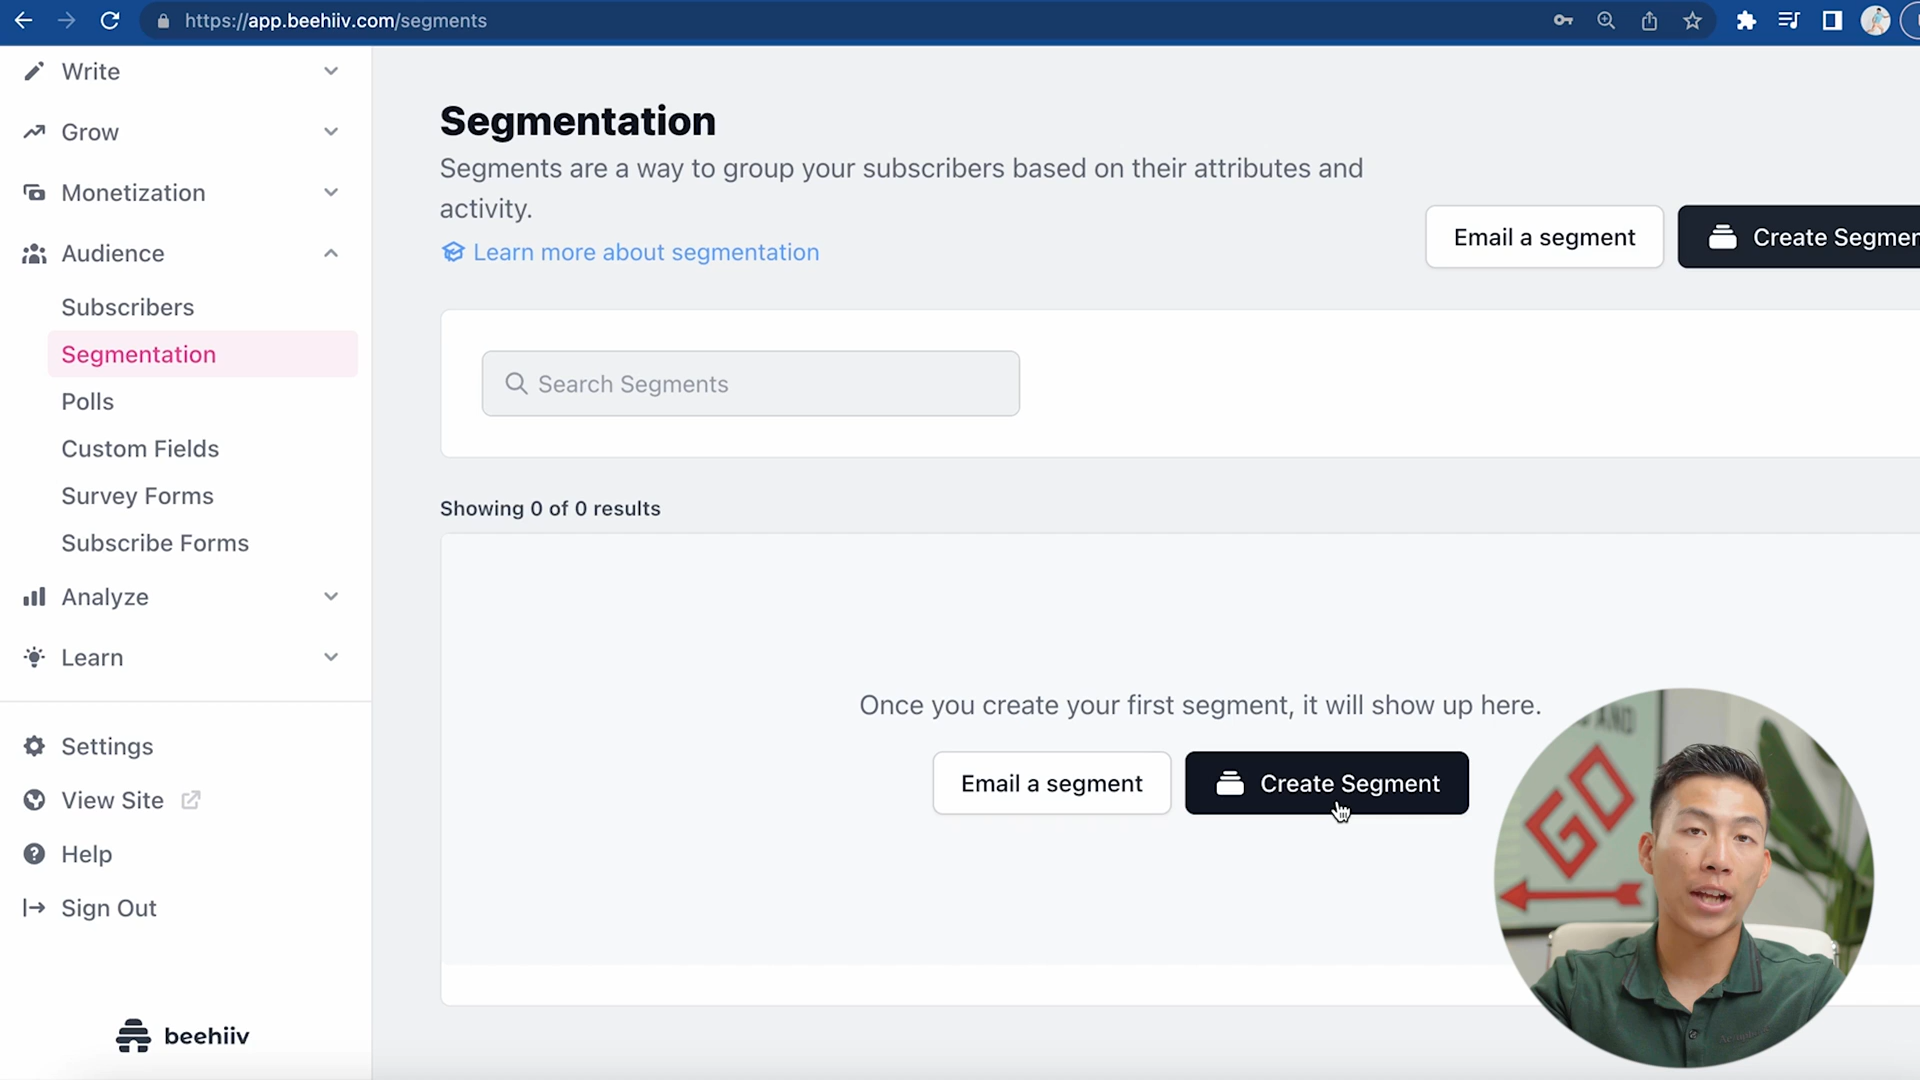 https://app.beehiiv.com/segments
Write
Grow
Monetization
Audience
Subscribers
Segmentation
Polls
Custom Fields
Survey Forms
Subscribe Forms
Analyze
Learn
Settings
View Site
Help
Sign Out
beehiiv
Segmentation
Segments are a way to group your subscribers based on their attributes and
activity.
Learn more about segmentation
Email a segment
Create Segmen
Search Segments
Showing 0 of 0 results
Once you create your first segment, it will show up here.
Email a segment
Create Segment
AND
GO